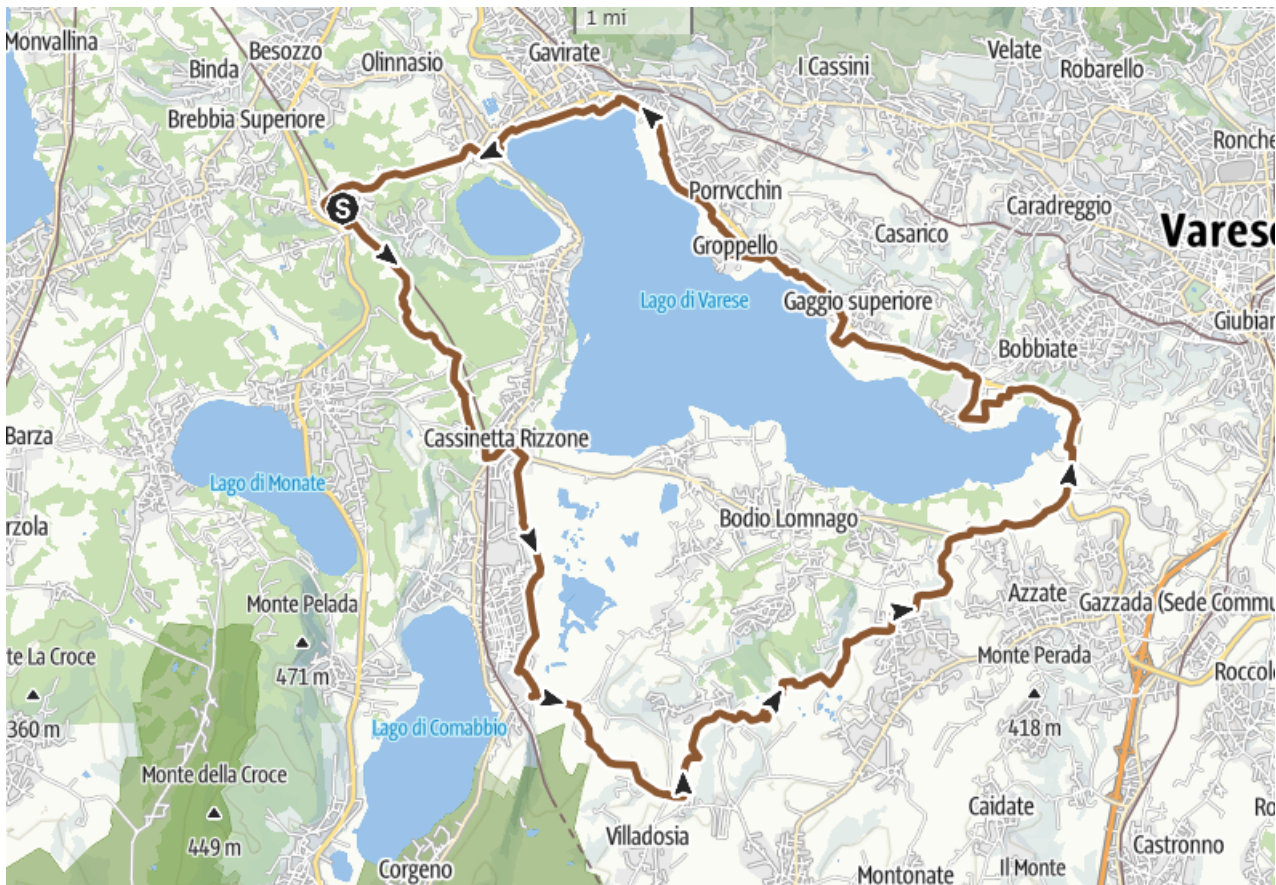 1 mi
Monvallina
Besozzo
Gavirate
Velate
Binda
Olinnasio
I Cassini
Robarello
Brebbia Superiore
Ronche
Porrvcchin
Caradreggio
S
Groppello
Casarico
Varese
Lago di Varese
Gaggio superiore
Giubian
Bobbiate
Barza
Cassinetta Rizzone
Lago di Monate
rzola
Bodio Lomnago
Monte Pelada
Azzate
Gazzada (Sede Commu
te La Croce
471 m
Monte Perada
Roccolo
360 m
Lago di Comabbio
418 m
Monte della Croce
Caidate
Ro
449 m
Villadosia
Castronno
Corgeno
Montonate
Il Monte